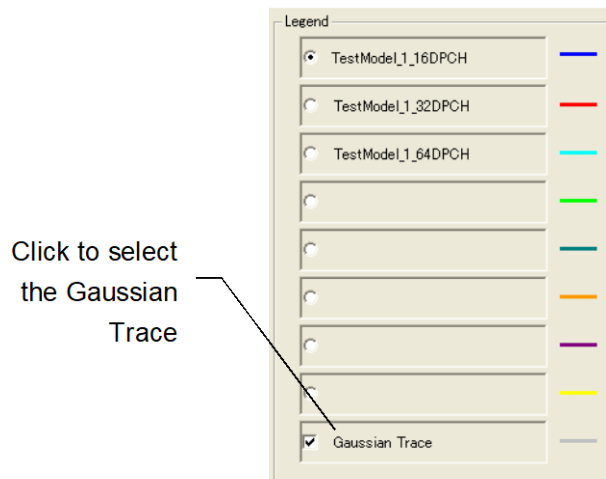 Legend
TestModel_1_16DPCH
TestModel_1_32DPCH
TestModel_1_64DPCH
Click to select
the Gaussian
Trace
Gaussian Trace